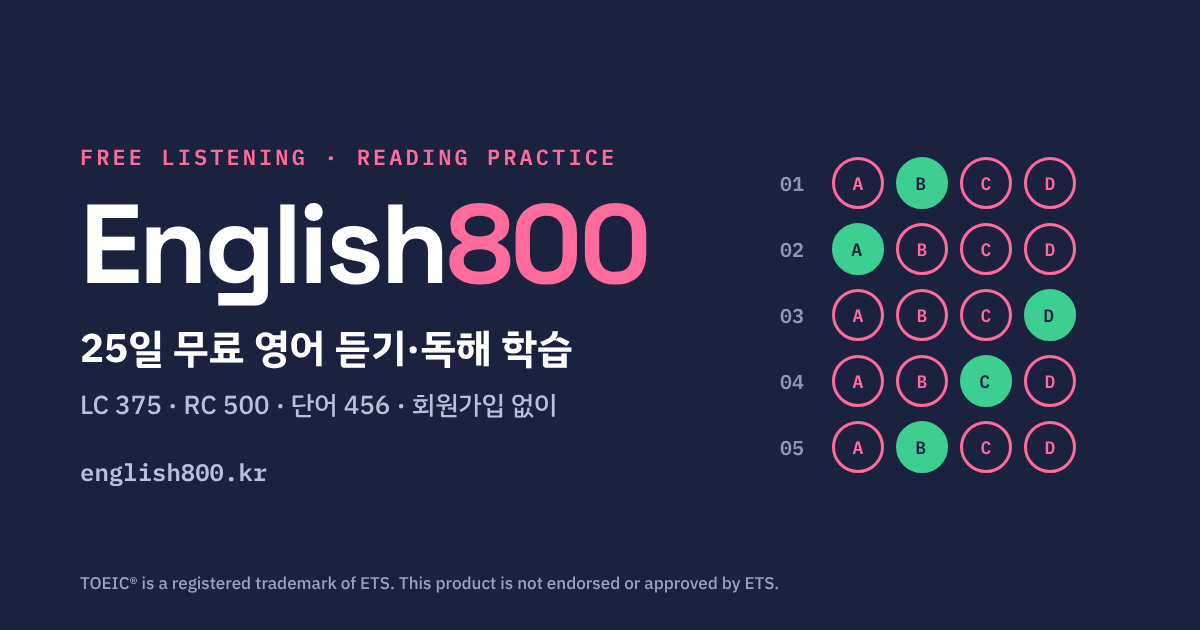 FREE LISTENING · READING PRACTICE
English800
25일 무료 영어 듣기·독해 학습
LC 375 · RC 500 · 단어 456 · 회원가입 없이
english800.kr
01 A B C D
02 A B C D
03 A B C D
04 A B C D
05 A B C D
TOEIC® is a registered trademark of ETS. This product is not endorsed or approved by ETS.